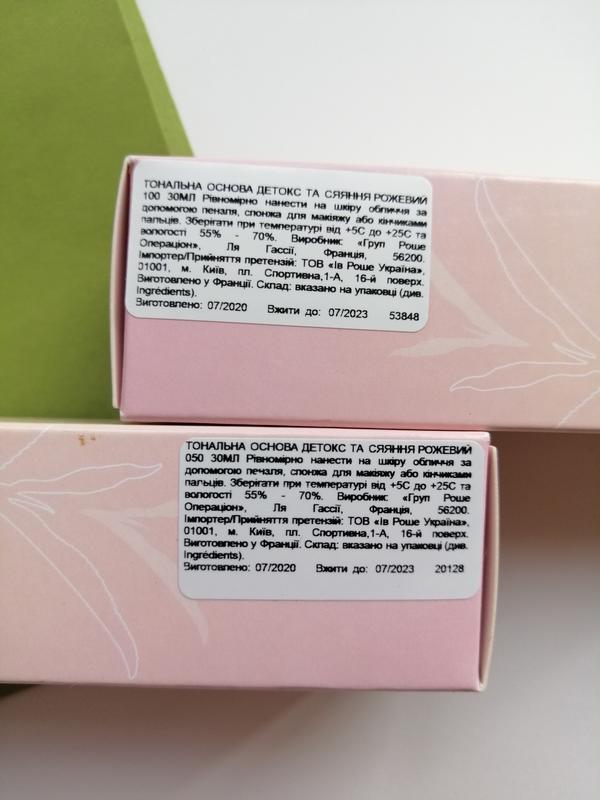 ТОНАЛЬНА ОСНОВА ДЕТОКС ТА СЯЯННЯ РОЖЕВИЙ
100 30МЛ Рівномірно нанести на шкіру обличчя за
допомогою пензля, спонжа для макіяжу або кінчиками
пальців. Зберігати при температурі від +5С до +25С та
вологості 55% - 70%. Виробник: «Груп Роше
Операціон», Ля Гассії, Франція, 56200.
Імпортер/Прийняття претензій: ТОВ «Ів Роше Україна»,
01001, м. Київ, пл. Спортивна,1-А, 16-й поверх.
Виготовлено у Франції. Склад: вказано на упаковці (див.
Ingrédients).
Виготовлено: 07/2020 Вжити до: 07/2023 53848
ТОНАЛЬНА ОСНОВА ДЕТОКС ТА СЯЯННЯ РОЖЕВИЙ
050 30МЛ Рівномірно нанести на шкіру обличчя за
допомогою пензля, спонжа для макіяжу або кінчиками
пальців. Зберігати при температурі від +5С до +25С та
вологості 55% - 70%. Виробник: «Груп Роше
Операціон», Ля Гассії, Франція, 56200.
Імпортер/Прийняття претензій: ТОВ «Ів Роше Україна»,
01001, м. Київ, пл. Спортивна,1-А, 16-й поверх.
Виготовлено у Франції. Склад: вказано на упаковці (див.
Ingrédients).
Виготовлено: 07/2020 Вжити до: 07/2023 20128